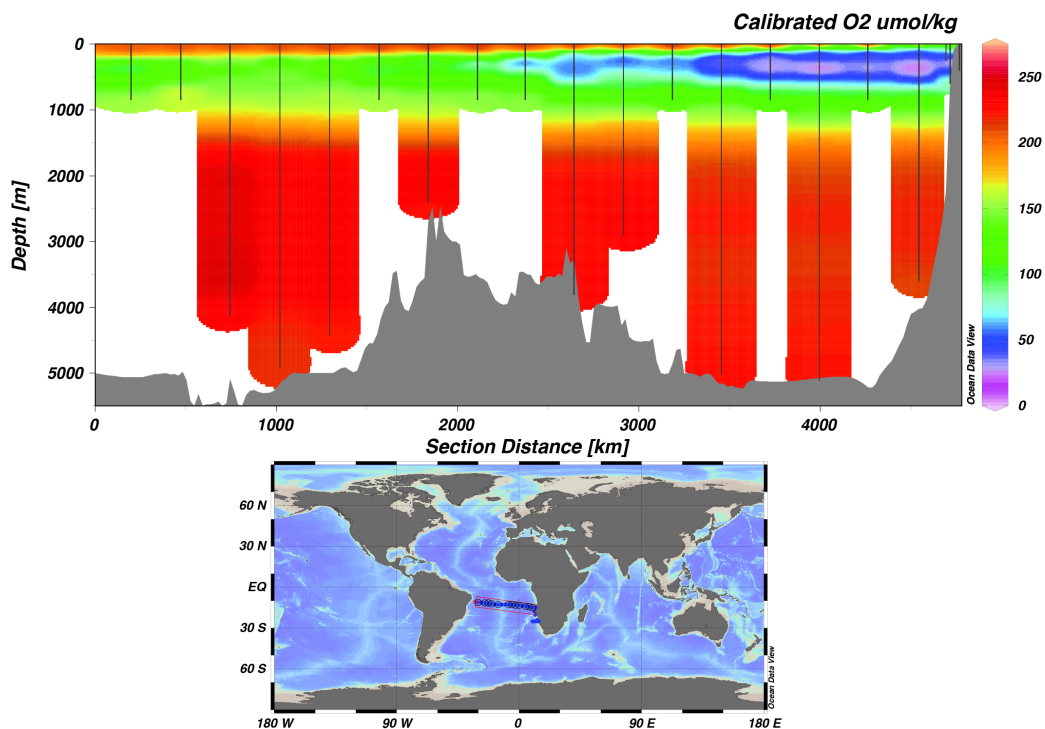 Calibrated O2 umol/kg
0
1000
2000
3000
4000
5000
Depth [m]
0
1000
2000
3000
4000
Section Distance [km]
250
200
150
100
50
0
Ocean Data View
60 N
30 N
EQ
30 S
60 S
180 W
90 W
0
90 E
180 E
Ocean Data View